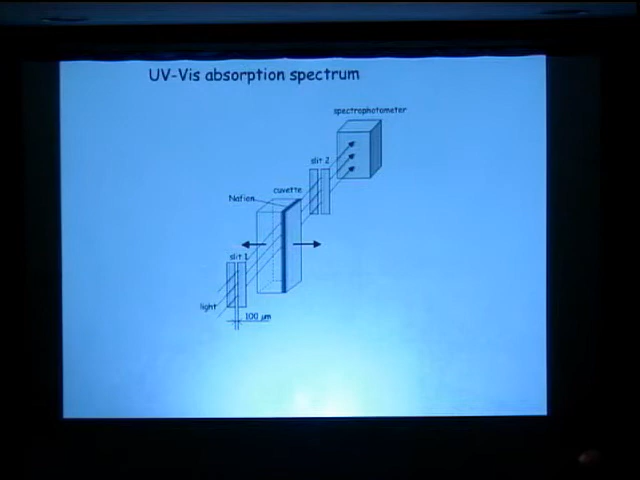 UV-Vis absorption spectrum
spectrophotometer
slit 2
cuvette
Nafion
slit 1
light
100 μm